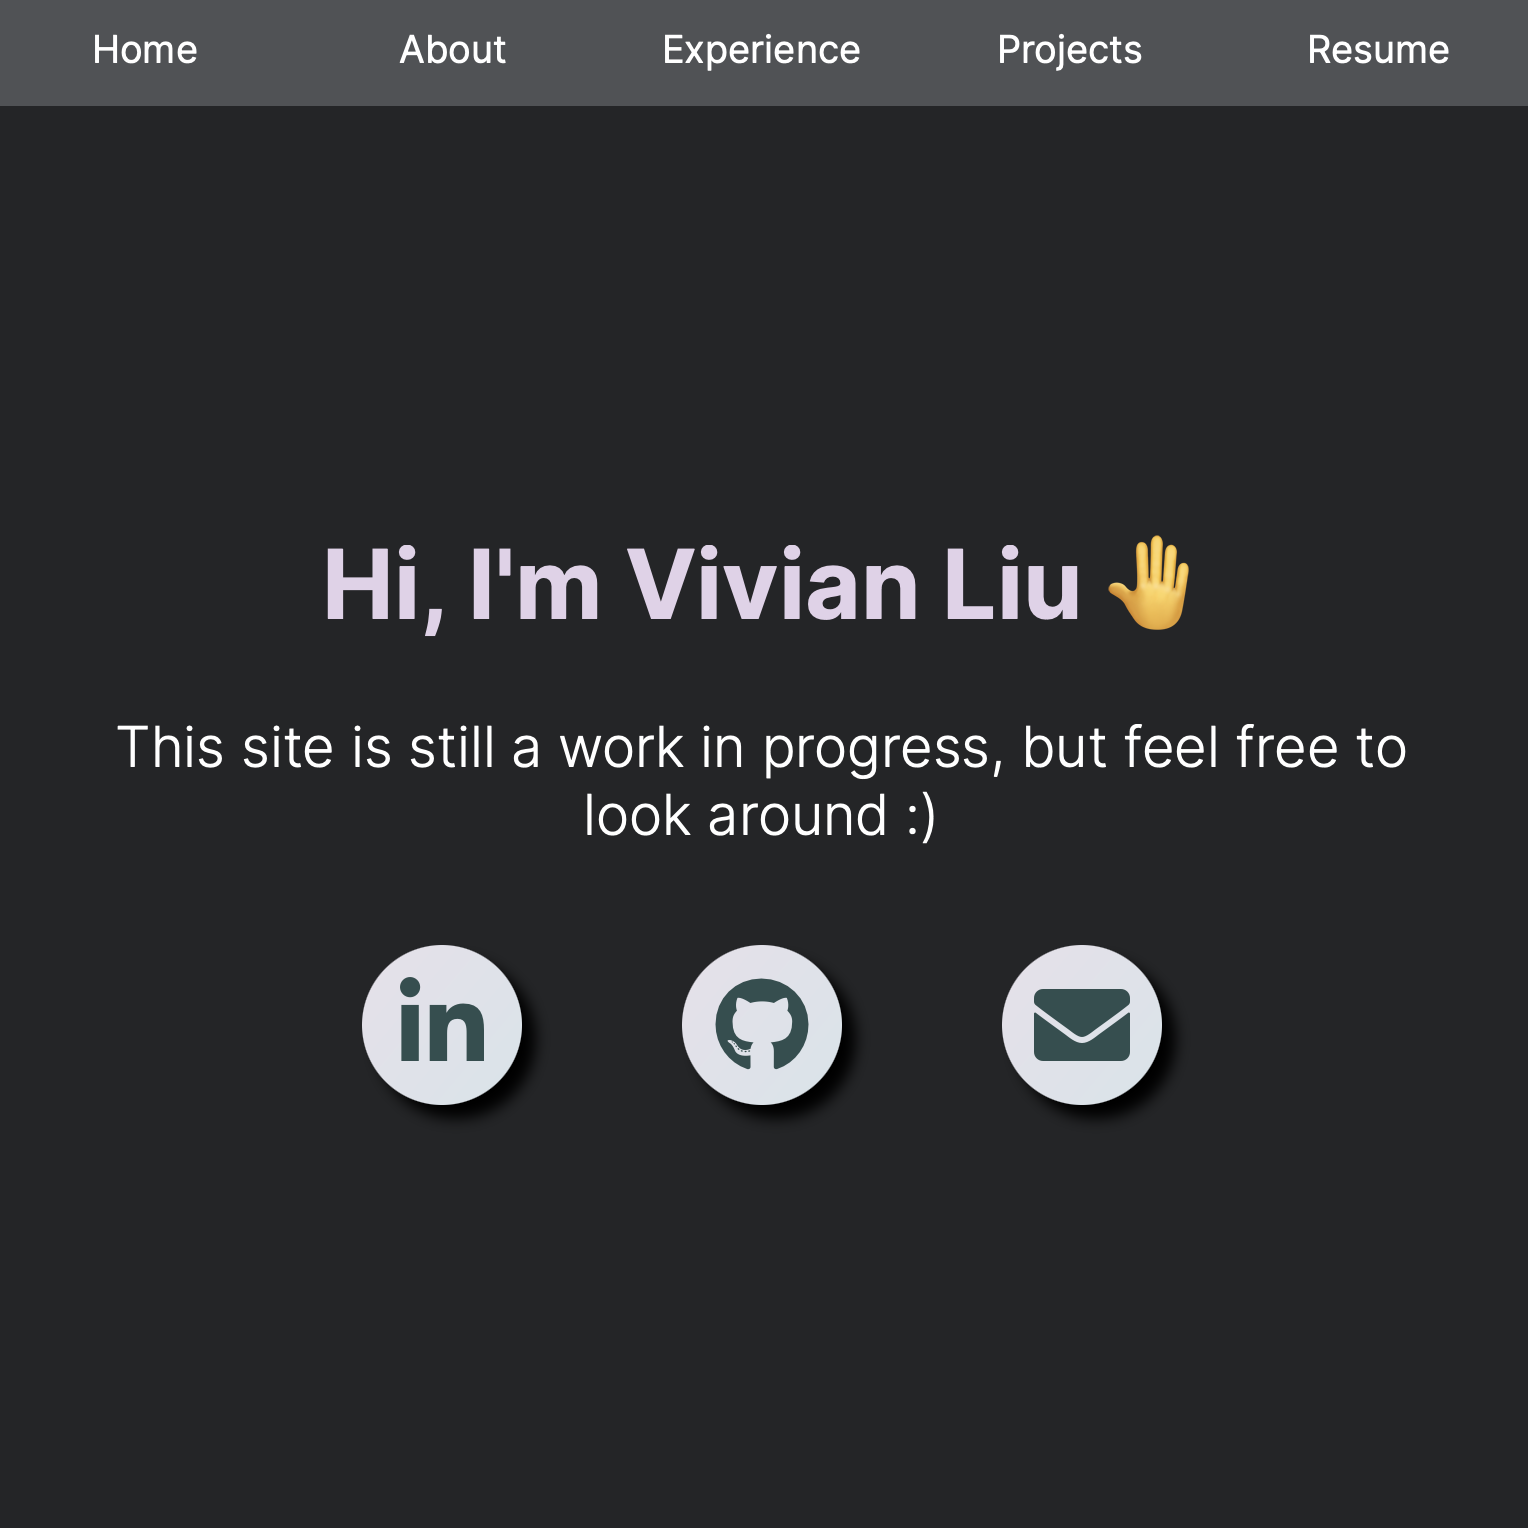 Home About Experience Projects Resume
Hi, I'm Vivian Liu 🤚
This site is still a work in progress, but feel free to
look around :)
in